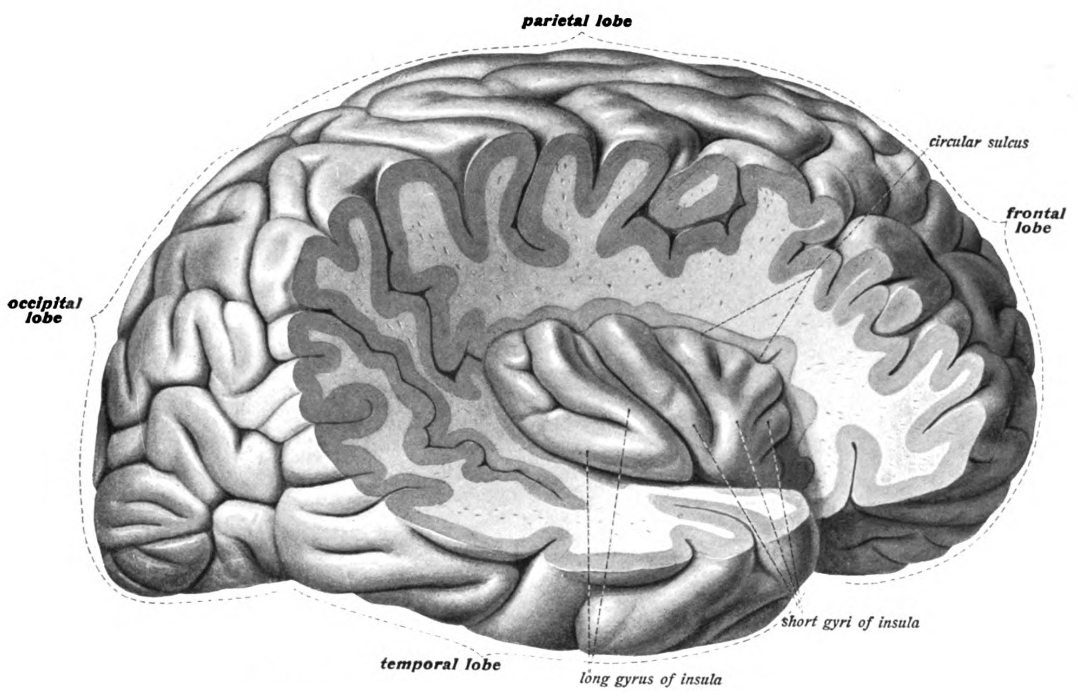 parietal lobe
circular sulcus
frontal
lobe
occipital
lobe
short gyri of insula
temporal lobe
long gyrus of insula